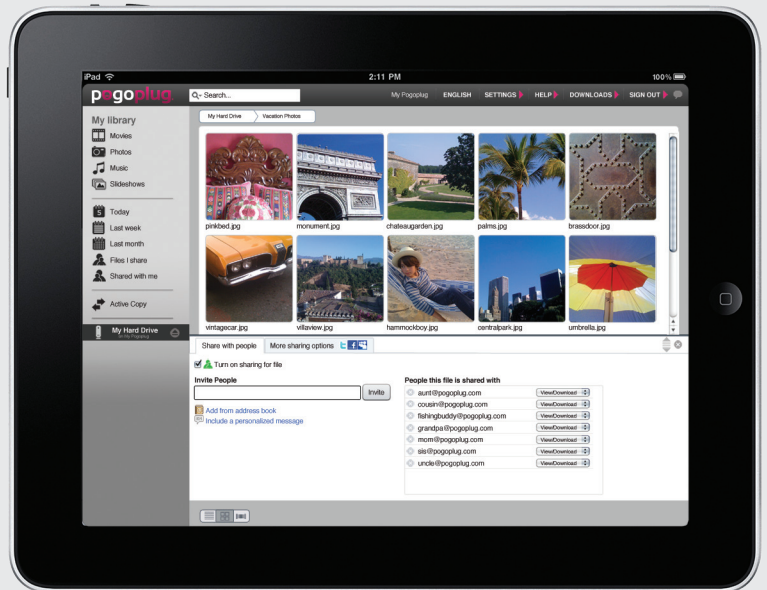 iPad 2:11 PM 100%
pogoplug Search... My Pogoplug ENGLISH SETTINGS HELP DOWNLOADS SIGN OUT
My library
Movies
Photos
Music
Slideshows
5 Today
Last week
Last month
Files I share
Shared with me
Active Copy
My Hard Drive
on My Pogoplug
My Hard Drive Vacation Photos
pinkbed.jpg monument.jpg chateaugarden.jpg palms.jpg brassdoor.jpg
vintagecar.jpg villaview.jpg hammockboy.jpg centralpark.jpg umbrella.jpg
Share with people More sharing options t f
Turn on sharing for file
Invite People
Invite
Add from address book
Include a personalized message
People this file is shared with
aunt@pogoplug.com View/Download
cousin@pogoplug.com View/Download
fishingbuddy@pogoplug.com View/Download
grandpa@pogoplug.com View/Download
mom@pogoplug.com View/Download
sis@pogoplug.com View/Download
uncle@pogoplug.com View/Download